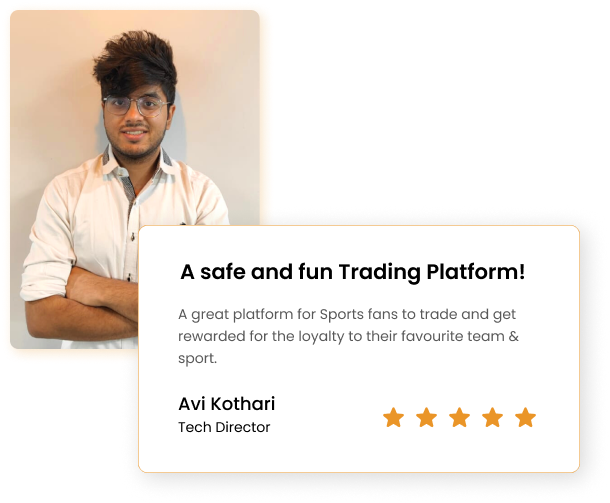 A safe and fun Trading Platform!
A great platform for Sports fans to trade and get
rewarded for the loyalty to their favourite team &
sport.
Avi Kothari
Tech Director